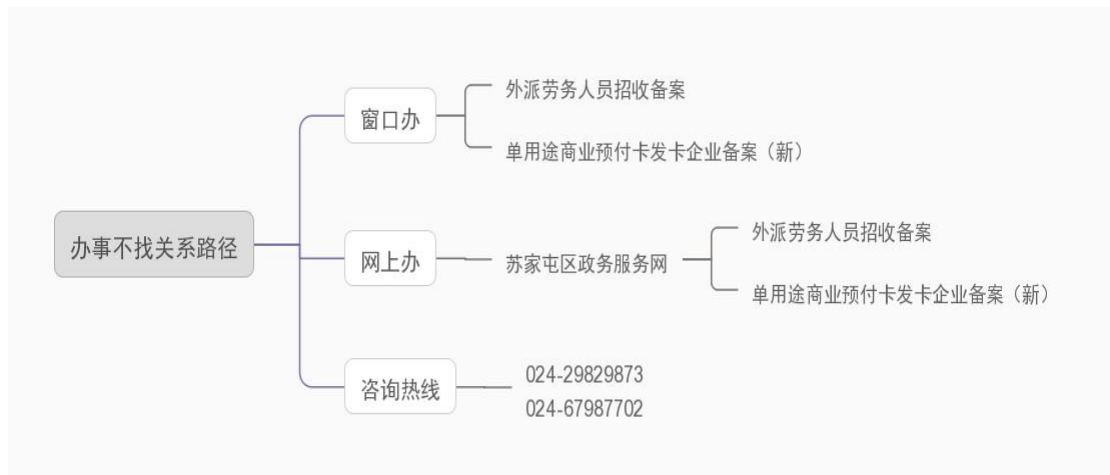 办事不找关系路径
窗口办
外派劳务人员招收备案
单用途商业预付卡发卡企业备案（新）
网上办
苏家屯区政务服务网
外派劳务人员招收备案
单用途商业预付卡发卡企业备案（新）
咨询热线
024-29829873
024-67987702